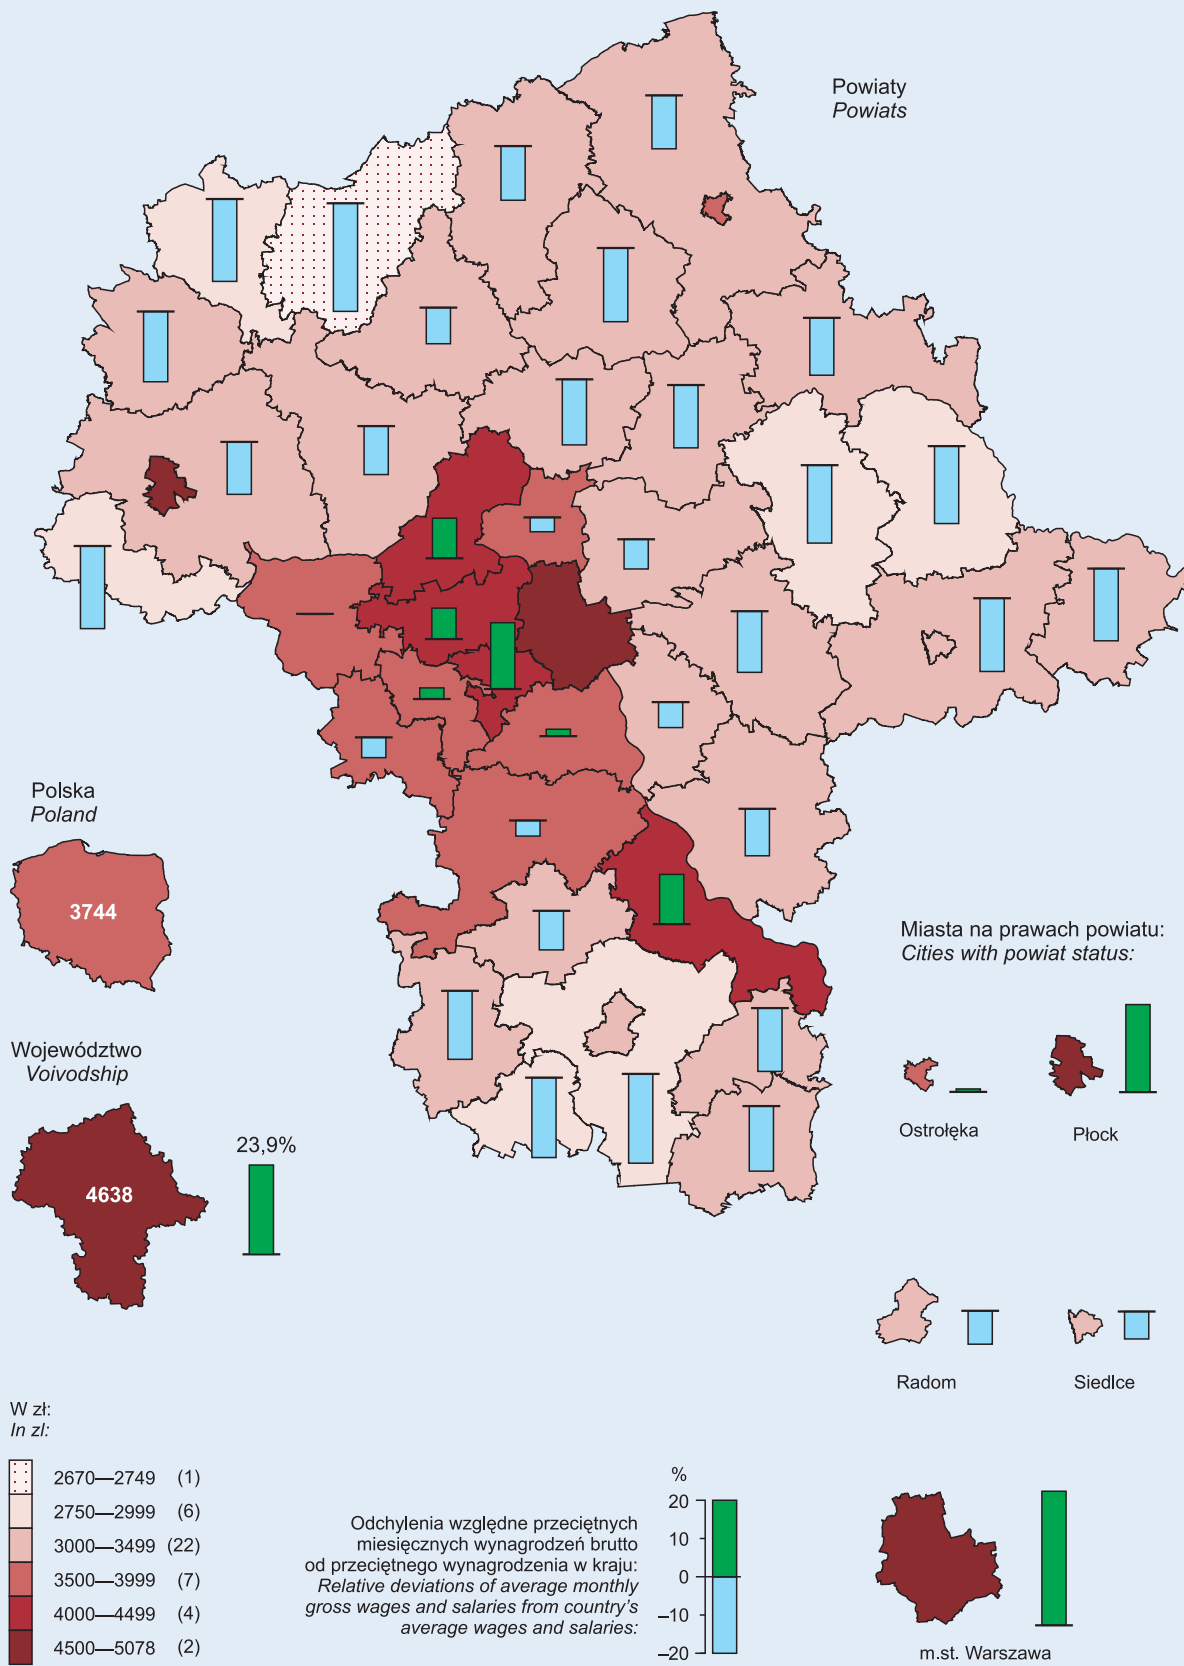 Powiaty
Powiats
Polska
Poland
3744
Województwo
Voivodship
4638
23,9%
Miasta na prawach powiatu:
Cities with powiat status:
Ostrołęka
Płock
Radom
Siedlce
m.st. Warszawa
W zł:
In zl:
2670—2749 (1)
2750—2999 (6)
3000—3499 (22)
3500—3999 (7)
4000—4499 (4)
4500—5078 (2)
Odchylenia względne przeciętnych
miesięcznych wynagrodzeń brutto
od przeciętnego wynagrodzenia w kraju:
Relative deviations of average monthly
gross wages and salaries from country's
average wages and salaries:
%
20
10
0
–10
–20